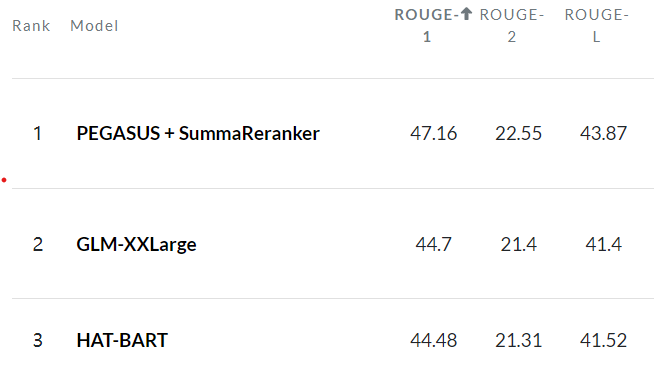 Rank Model ROUGE-1 ROUGE-2 ROUGE-L
1 PEGASUS + SummaReranker 47.16 22.55 43.87
2 GLM-XXLarge 44.7 21.4 41.4
3 HAT-BART 44.48 21.31 41.52